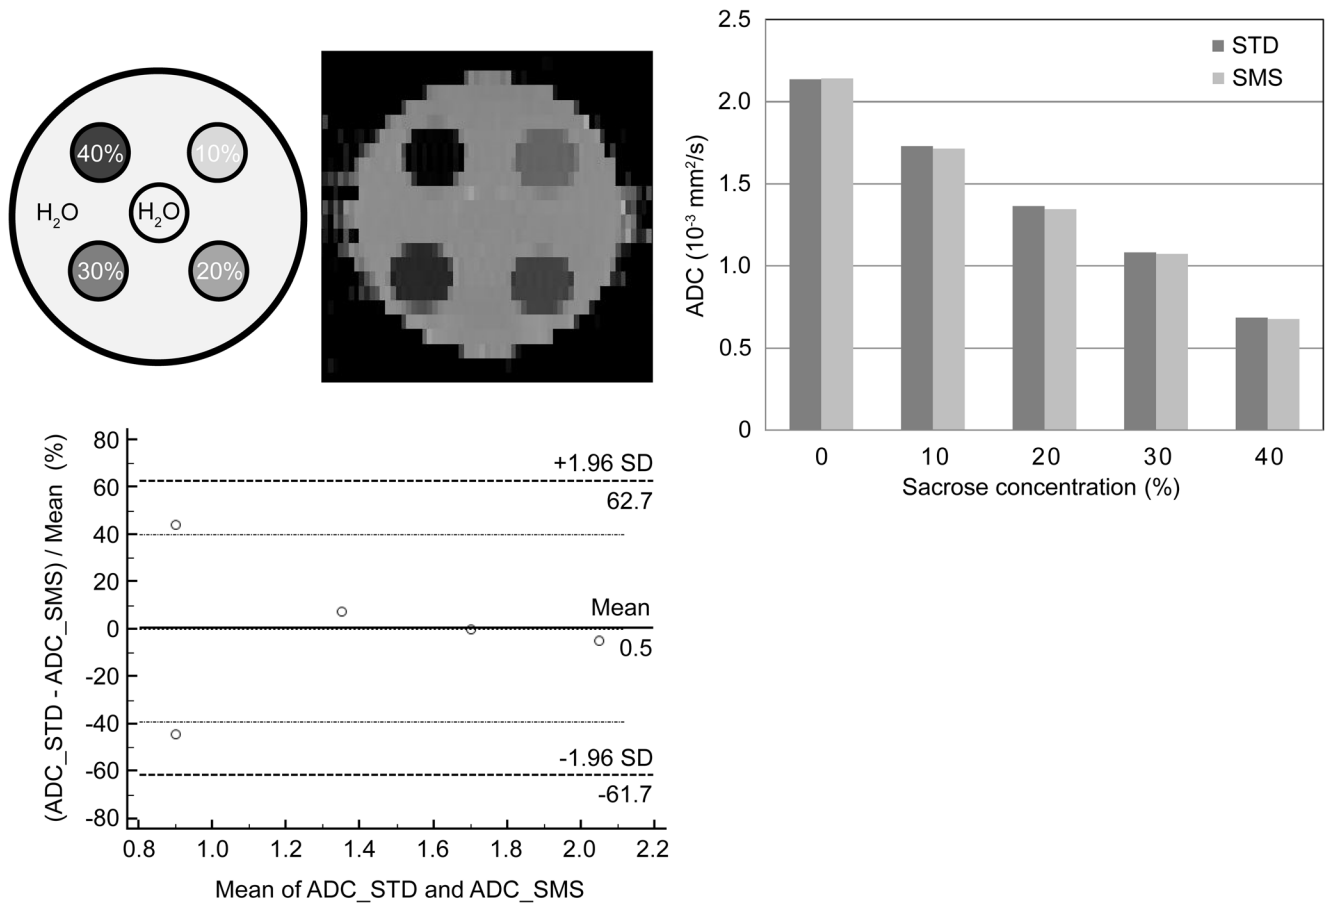 40%
10%
H₂O
H₂O
30%
20%
2.5
2.0
1.5
1.0
0.5
0
ADC (10⁻³ mm²/s)
STD
SMS
0 10 20 30 40
Sacrose concentration (%)
80
60
40
20
0
-20
-40
-60
-80
(ADC_STD - ADC_SMS) / Mean (%)
+1.96 SD
62.7
Mean
0.5
-1.96 SD
-61.7
0.8 1.0 1.2 1.4 1.6 1.8 2.0 2.2
Mean of ADC_STD and ADC_SMS